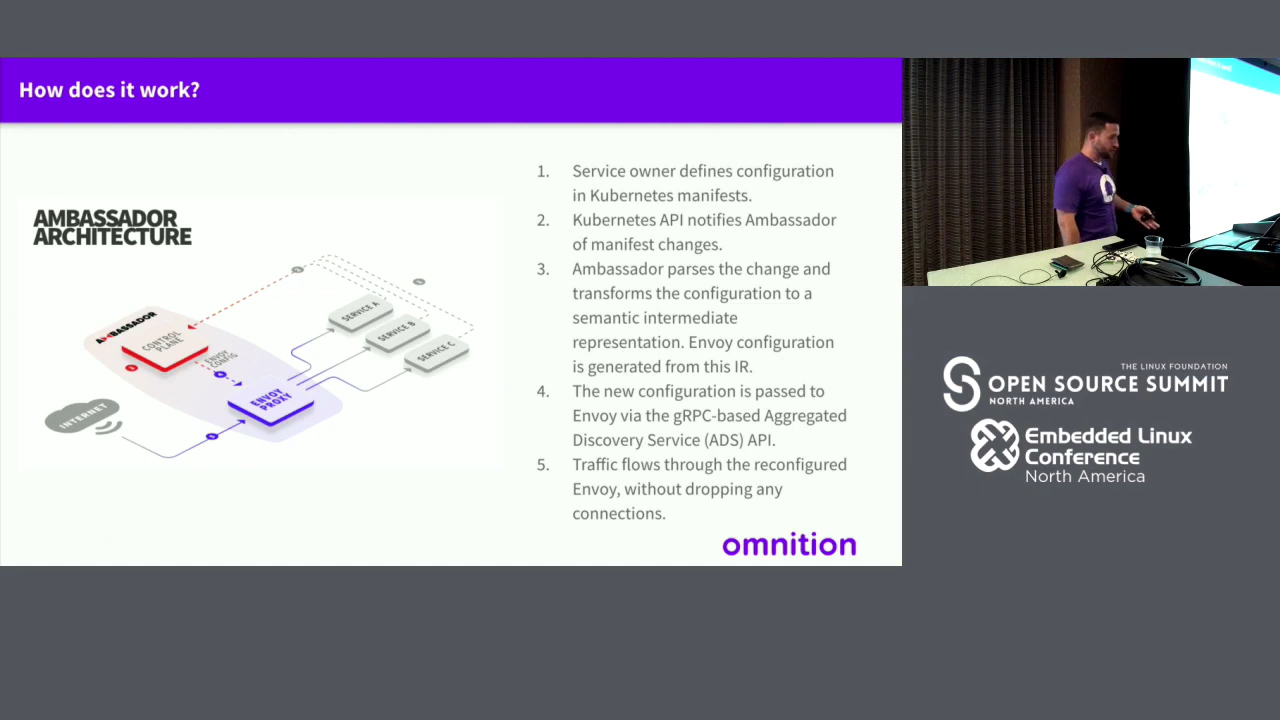 How does it work?
AMBASSADOR
ARCHITECTURE
AMBASSADOR
CONTROL
PLANE
ENVOY
CONFIG
ENVOY
PROXY
INTERNET
SERVICE A
SERVICE B
SERVICE C
1. Service owner defines configuration
in Kubernetes manifests.
2. Kubernetes API notifies Ambassador
of manifest changes.
3. Ambassador parses the change and
transforms the configuration to a
semantic intermediate
representation. Envoy configuration
is generated from this IR.
4. The new configuration is passed to
Envoy via the gRPC-based Aggregated
Discovery Service (ADS) API.
5. Traffic flows through the reconfigured
Envoy, without dropping any
connections.
omnition
THE LINUX FOUNDATION
OPEN SOURCE SUMMIT
NORTH AMERICA
Embedded Linux
Conference
North America